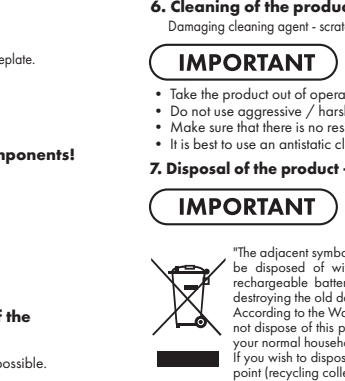 eplate.
mponents!
f the
possible.
6. Cleaning of the produc
Damaging cleaning agent - scrat
IMPORTANT
• Take the product out of opera
• Do not use aggressive / harsh
• Make sure that there is no res
• It is best to use an antistatic cl
7. Disposal of the product -
IMPORTANT
"The adjacent symbo
be disposed of wi
rechargeable batter
destroying the old de
According to the Wa
not dispose of this p
your normal househo
If you wish to dispos
point (recycling colle